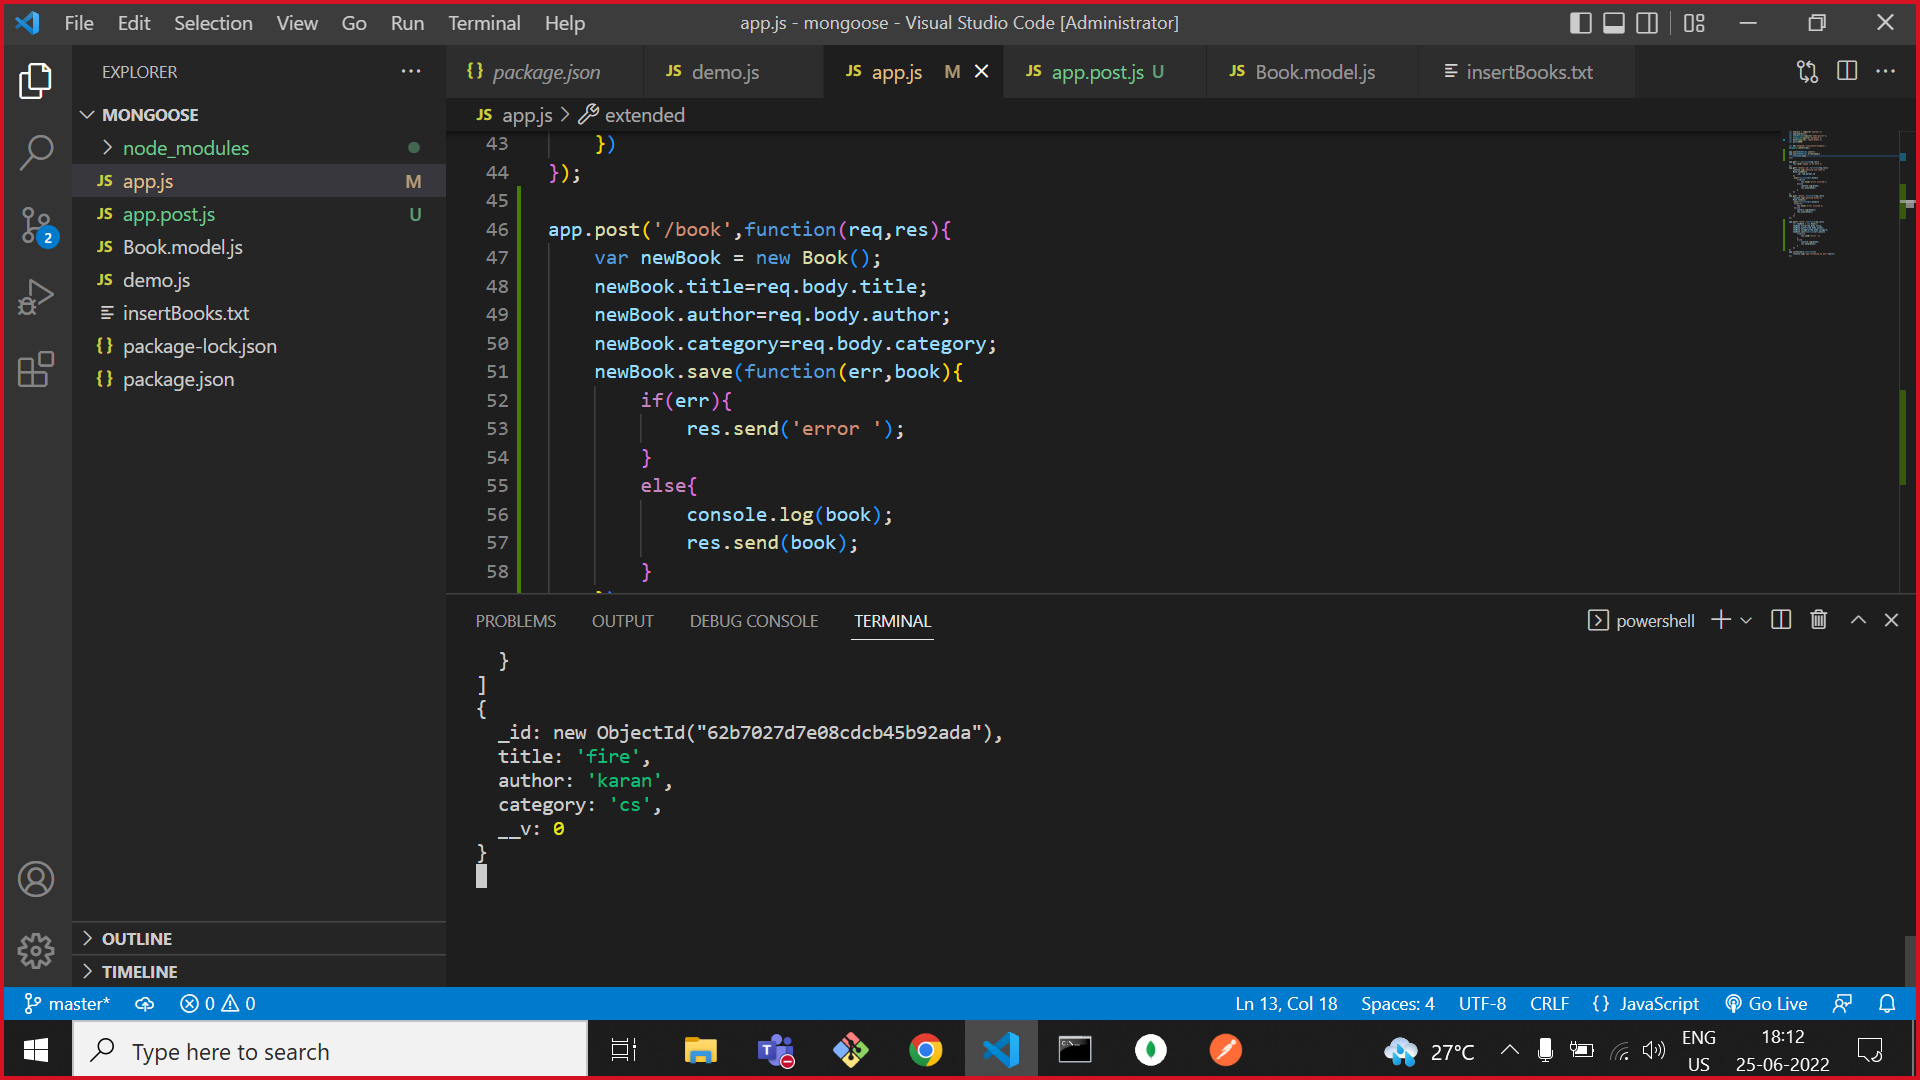 File Edit Selection View Go Run Terminal Help
app.js - mongoose - Visual Studio Code [Administrator]
EXPLORER
MONGOOSE
node_modules
JS app.js M
JS app.post.js U
JS Book.model.js
JS demo.js
insertBooks.txt
{} package-lock.json
{} package.json
OUTLINE
TIMELINE
2
{} package.json JS demo.js JS app.js M JS app.post.js U JS Book.model.js insertBooks.txt
JS app.js > extended
43 })
44 });
45
46 app.post('/book',function(req,res){
47 var newBook = new Book();
48 newBook.title=req.body.title;
49 newBook.author=req.body.author;
50 newBook.category=req.body.category;
51 newBook.save(function(err,book){
52 if(err){
53 res.send('error ');
54 }
55 else{
56 console.log(book);
57 res.send(book);
58 }
PROBLEMS OUTPUT DEBUG CONSOLE TERMINAL
powershell
}
]
{
_id: new ObjectId("62b7027d7e08cdcb45b92ada"),
title: 'fire',
author: 'karan',
category: 'cs',
__v: 0
}
master* 0 0 Ln 13, Col 18 Spaces: 4 UTF-8 CRLF {} JavaScript Go Live
Type here to search
27°C
ENG
US
18:12
25-06-2022